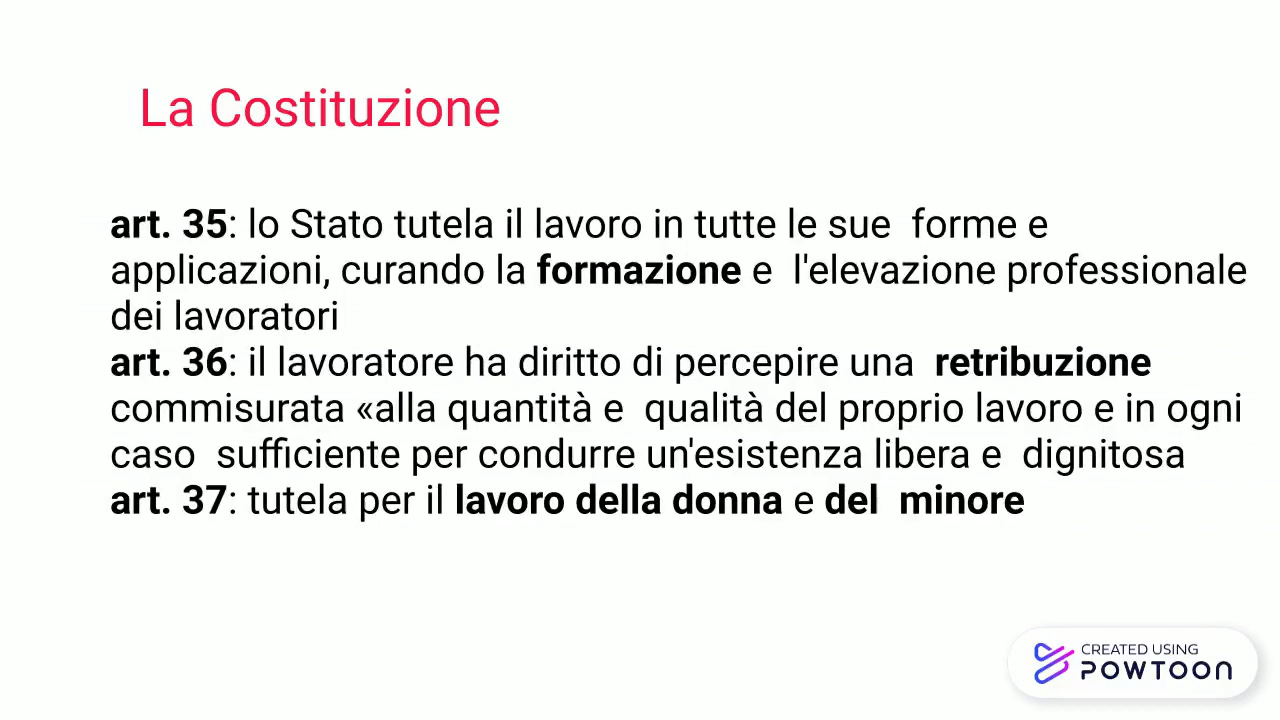 La Costituzione
art. 35: lo Stato tutela il lavoro in tutte le sue  forme e
applicazioni, curando la formazione e  l'elevazione professionale
dei lavoratori
art. 36: il lavoratore ha diritto di percepire una  retribuzione
commisurata «alla quantità e  qualità del proprio lavoro e in ogni
caso  sufficiente per condurre un'esistenza libera e  dignitosa
art. 37: tutela per il lavoro della donna e del  minore
CREATED USING
POWTOON